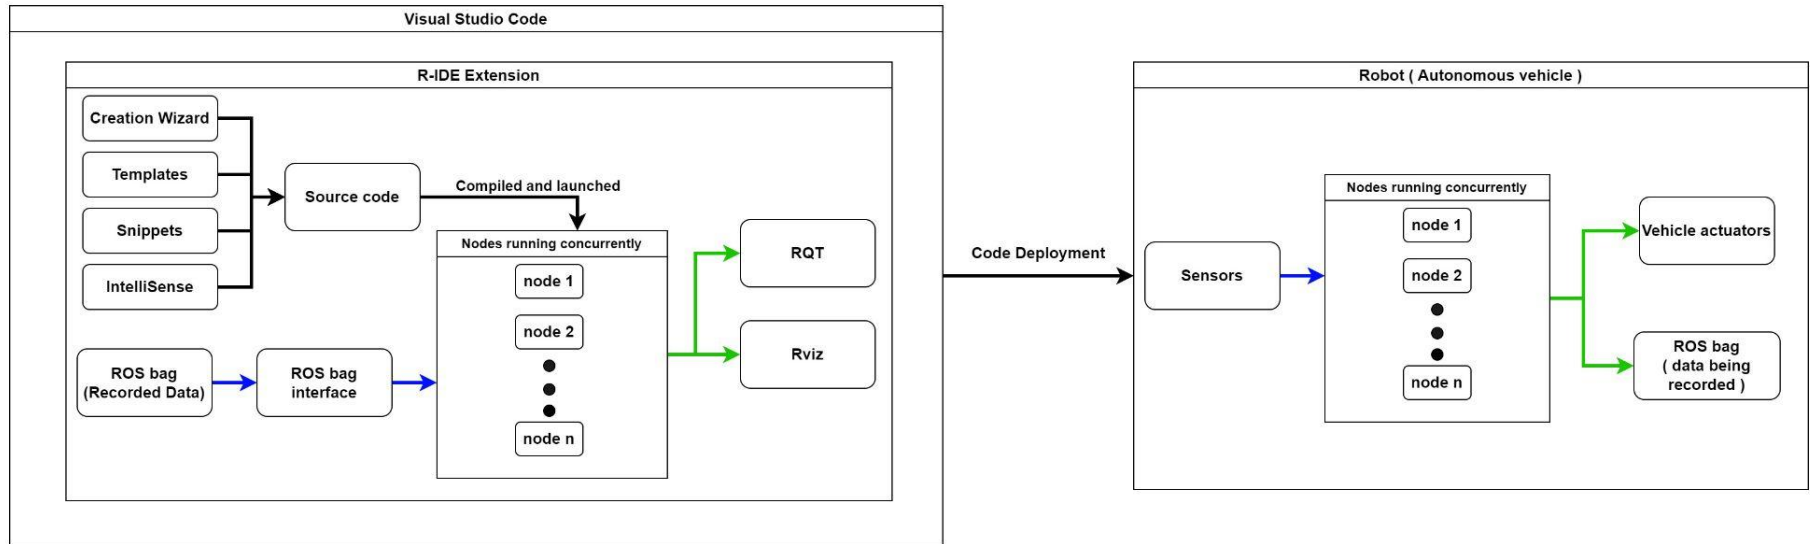 Visual Studio Code
R-IDE Extension
Creation Wizard
Templates
Snippets
IntelliSense
Source code
Compiled and launched
ROS bag
(Recorded Data)
ROS bag
interface
Nodes running concurrently
node 1
node 2
node n
RQT
Rviz
Code Deployment
Robot ( Autonomous vehicle )
Sensors
Nodes running concurrently
node 1
node 2
node n
Vehicle actuators
ROS bag
( data being
recorded )